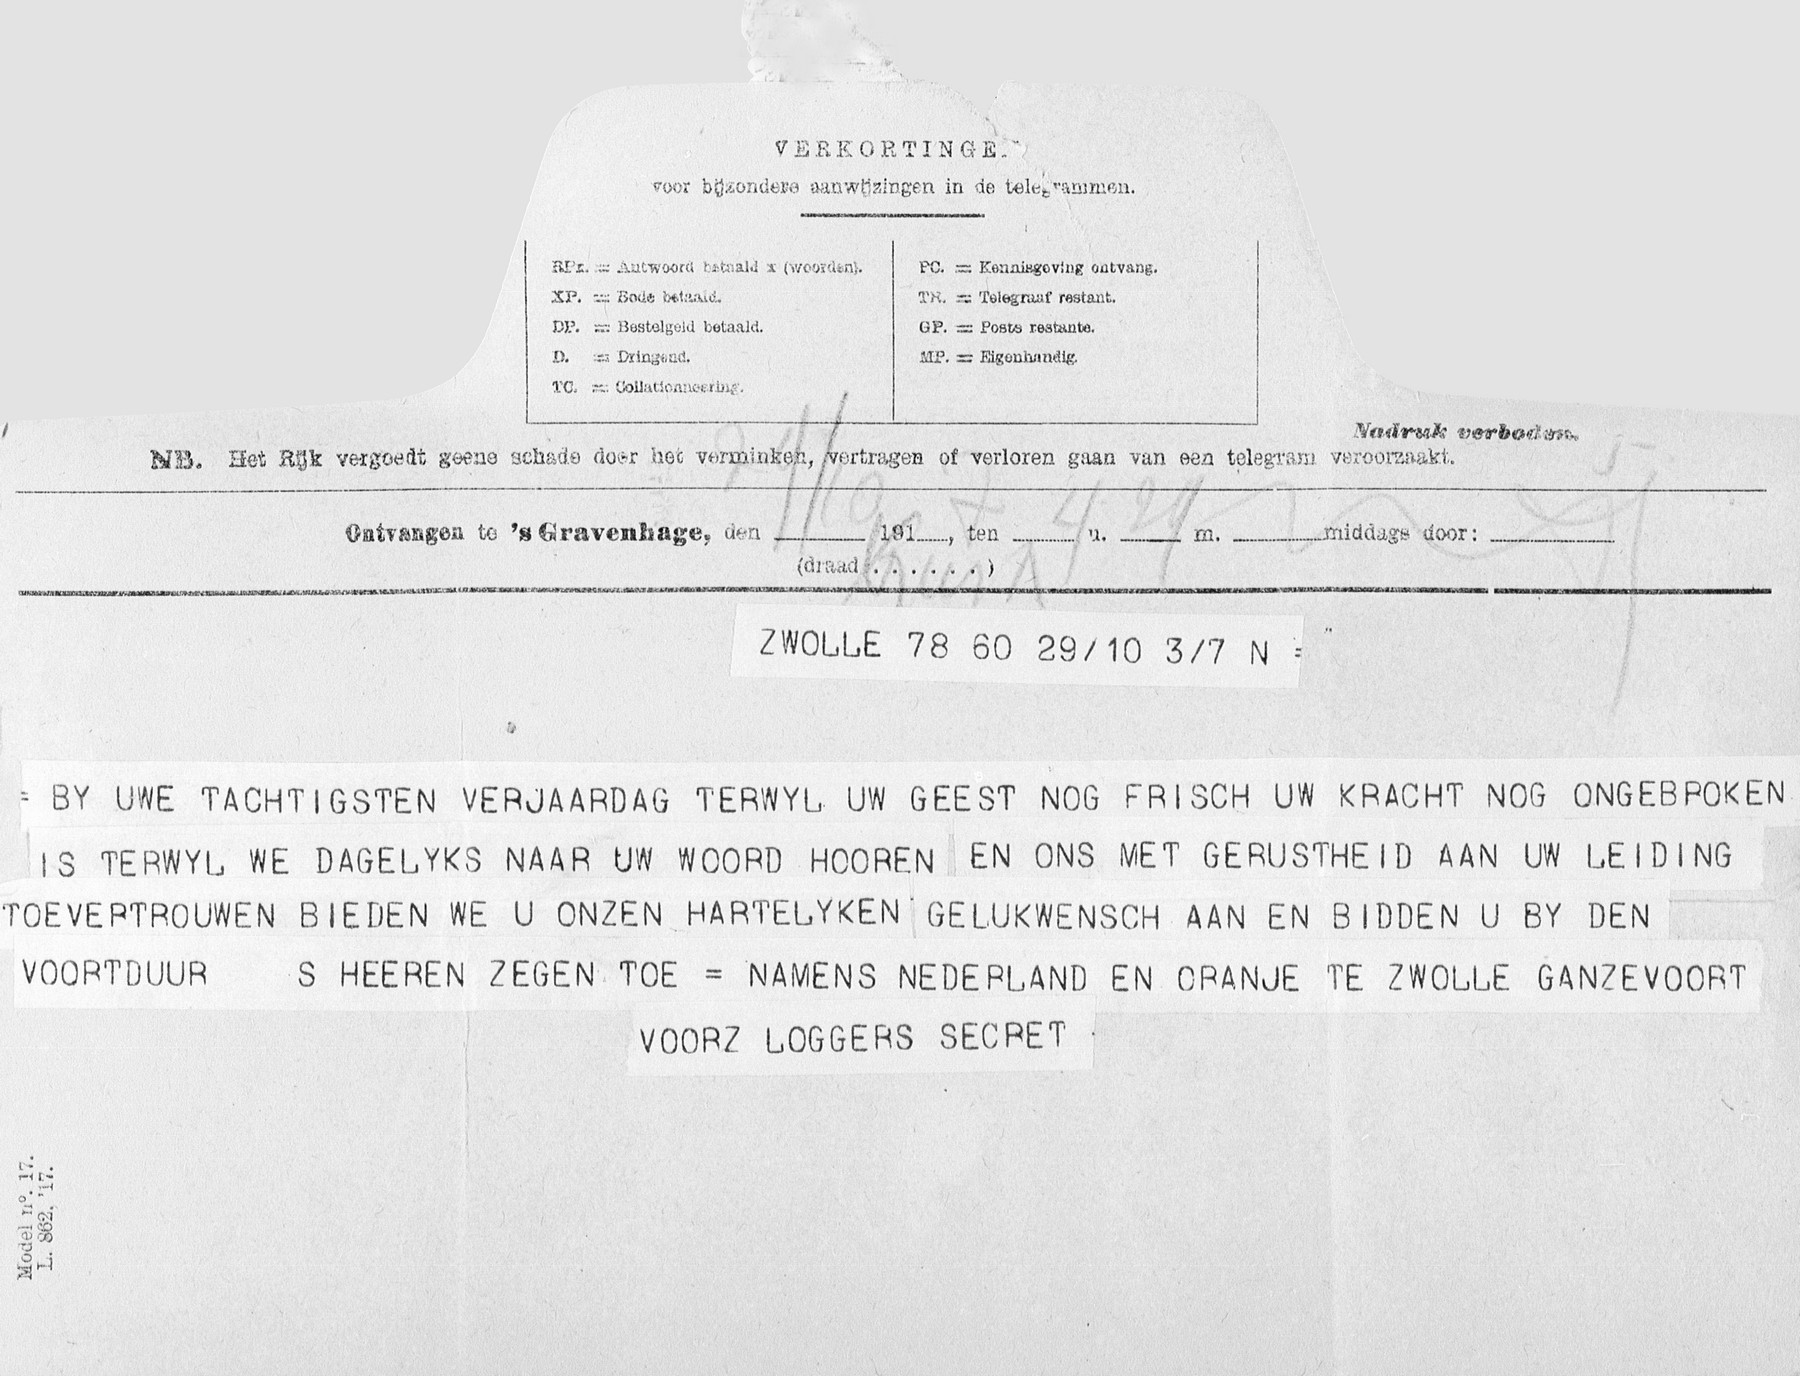 VERKORTINGE
voor bijzondere aanwijzingen in de telegrammen.
RPx. = Antwoord betaald x (woorden).
XP. = Bode betaald.
DP. = Bestelgeld betaald.
D. = Dringend.
TC. = Collationneering.
PC. = Kennisgeving ontvang.
TR. = Telegraaf restant.
GP. = Poste restante.
MP. = Eigenhandig.
Nadruk verboden.
NB. Het Rijk vergoedt geene schade door het verminken, vertragen of verloren gaan van een telegram veroorzaakt.
Ontvangen te 's Gravenhage, den 191 , ten u. m. middags door:
(draad . . . . . . )
ZWOLLE 78 60 29/10 3/7 N =
= BY UWE TACHTIGSTEN VERJAARDAG TERWYL UW GEEST NOG FRISCH UW KRACHT NOG ONGEBROKEN
IS TERWYL WE DAGELYKS NAAR UW WOORD HOOREN EN ONS MET GERUSTHEID AAN UW LEIDING
TOEVERTROUWEN BIEDEN WE U ONZEN HARTELYKEN GELUKWENSCH AAN EN BIDDEN U BY DEN
VOORTDUUR S HEEREN ZEGEN TOE = NAMENS NEDERLAND EN ORANJE TE ZWOLLE GANZEVOORT
VOORZ LOGGERS SECRET
Model nº. 17.
L. 862, '17.